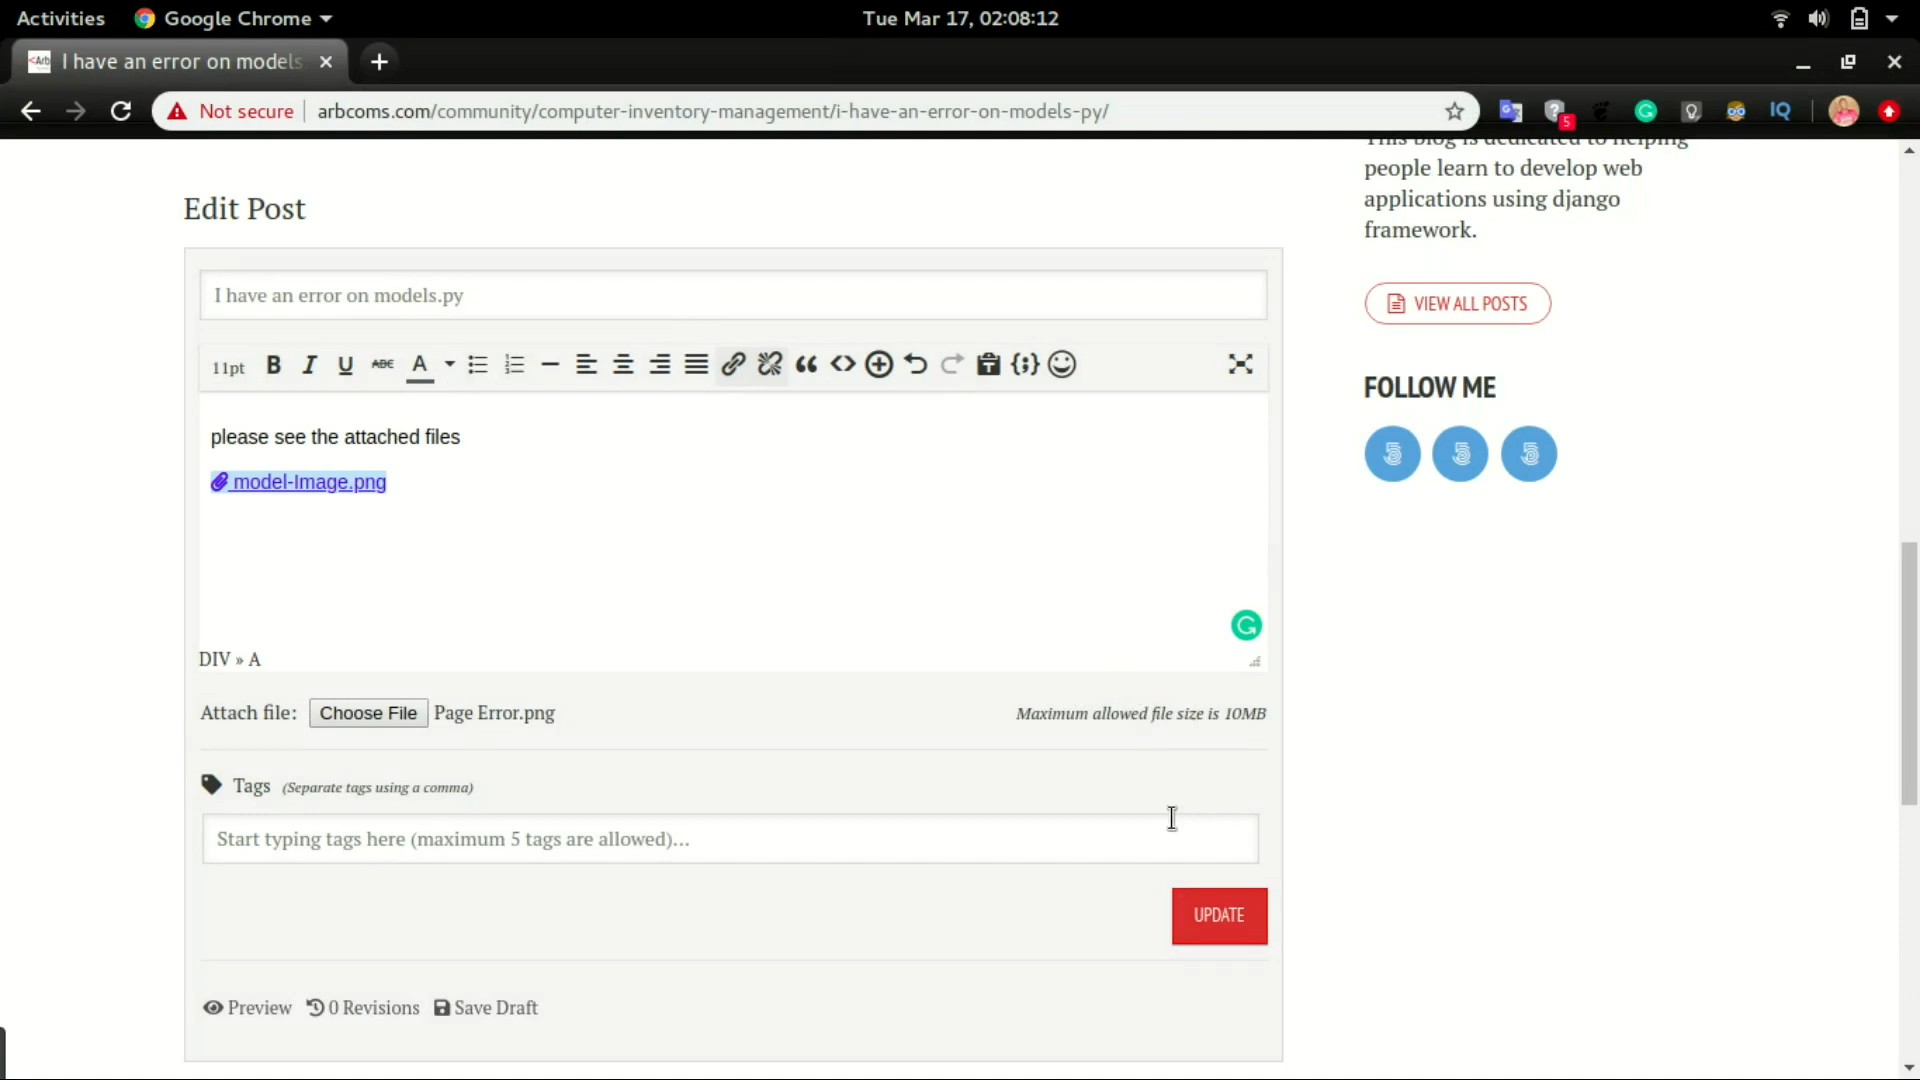 Activities
Google Chrome
Tue Mar 17, 02:08:12
I have an error on models
Not secure
arbcoms.com/community/computer-inventory-management/i-have-an-error-on-models-py/
5
IQ
This blog is dedicated to helping
people learn to develop web
applications using django
framework.
VIEW ALL POSTS
FOLLOW ME
Edit Post
I have an error on models.py
11pt B I U ABC A
please see the attached files
model-Image.png
DIV » A
Attach file: Choose File Page Error.png Maximum allowed file size is 10MB
Tags (Separate tags using a comma)
Start typing tags here (maximum 5 tags are allowed)...
UPDATE
Preview 0 Revisions Save Draft